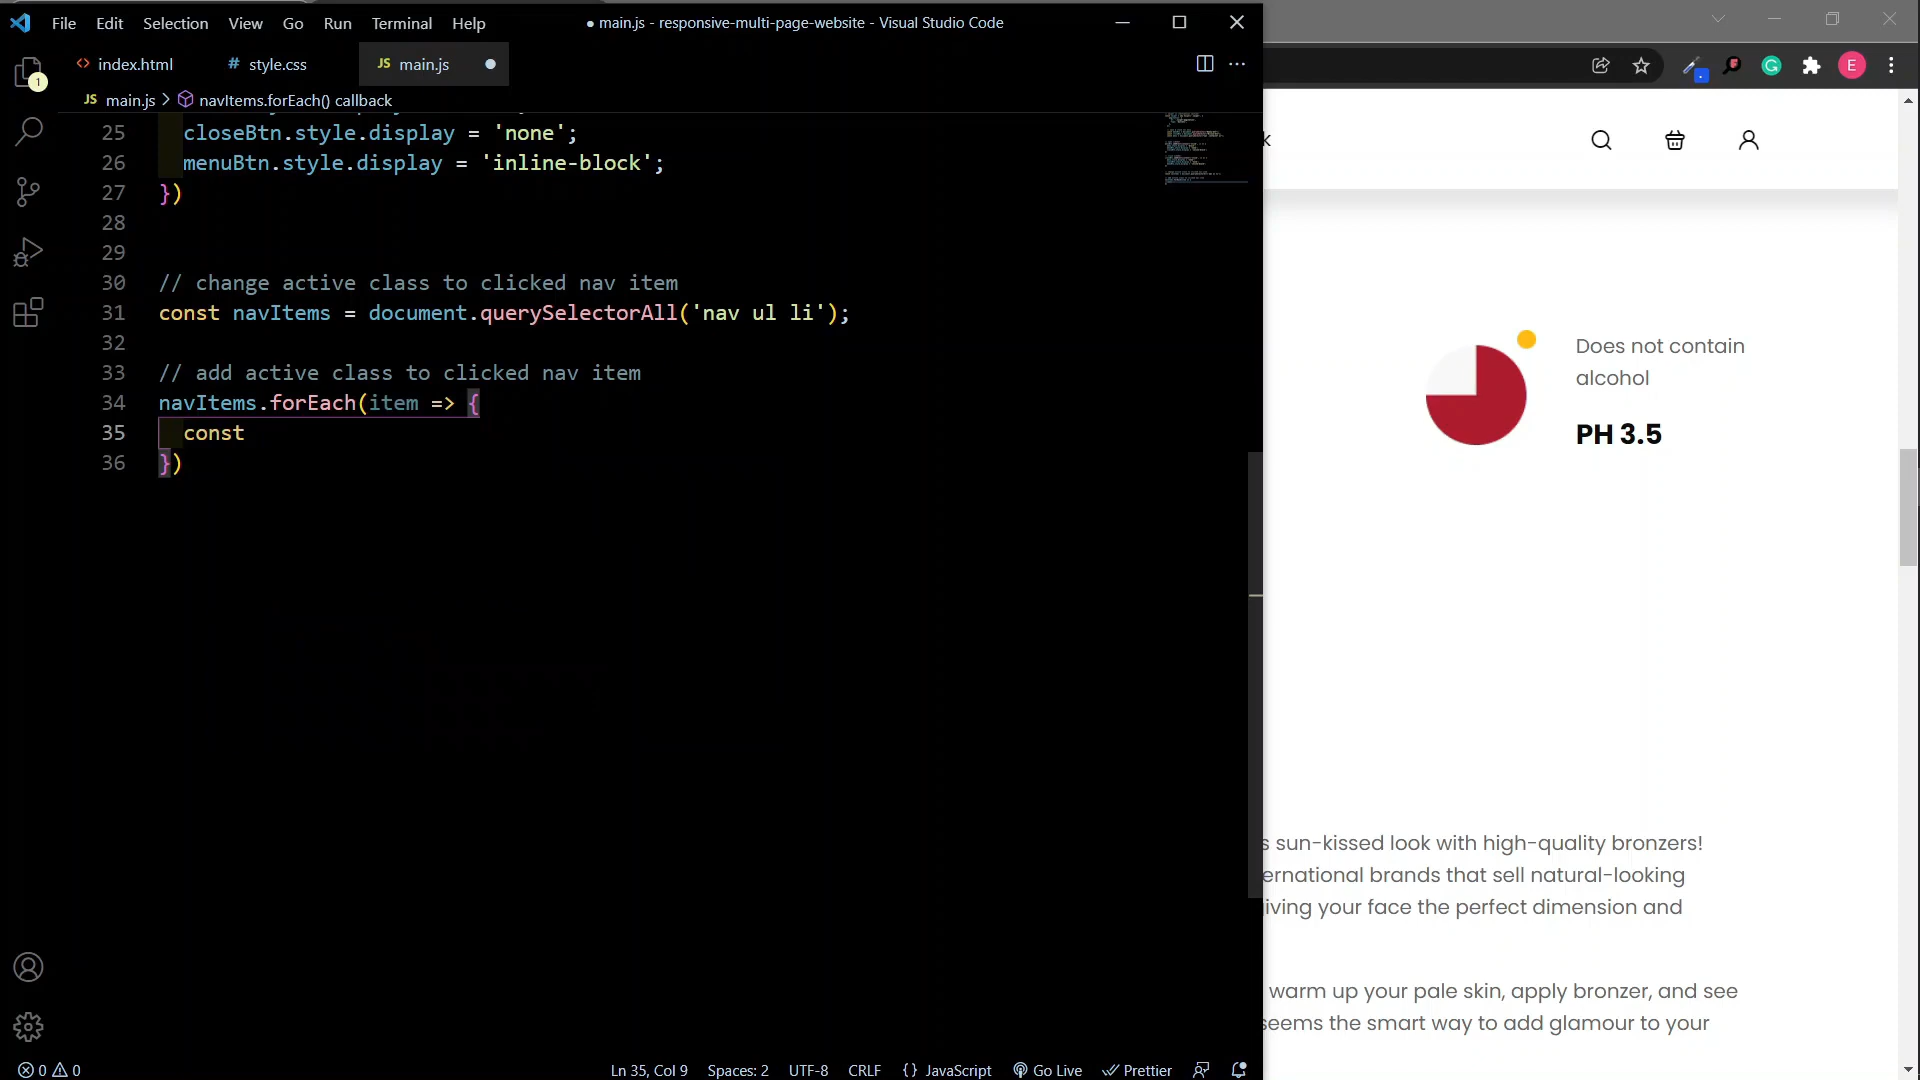 File Edit Selection View Go Run Terminal Help
● main.js - responsive-multi-page-website - Visual Studio Code
E
1
<> index.html
# style.css
JS main.js ●
JS main.js > navItems.forEach() callback
25 closeBtn.style.display = 'none';
26 menuBtn.style.display = 'inline-block';
27 })
28
29
30 // change active class to clicked nav item
31 const navItems = document.querySelectorAll('nav ul li');
32
33 // add active class to clicked nav item
34 navItems.forEach(item => {
35 const
36 })
k
Does not contain
alcohol
PH 3.5
s sun-kissed look with high-quality bronzers!
ernational brands that sell natural-looking
iving your face the perfect dimension and
warm up your pale skin, apply bronzer, and see
seems the smart way to add glamour to your
0 0
Ln 35, Col 9 Spaces: 2 UTF-8 CRLF {} JavaScript Go Live Prettier